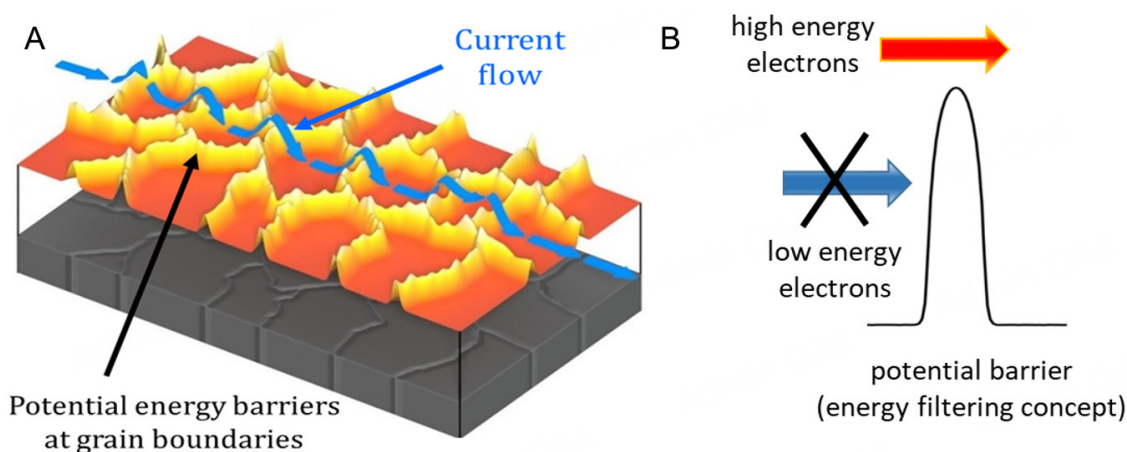 A
Current
flow
Potential energy barriers
at grain boundaries
B
high energy
electrons
low energy
electrons
potential barrier
(energy filtering concept)